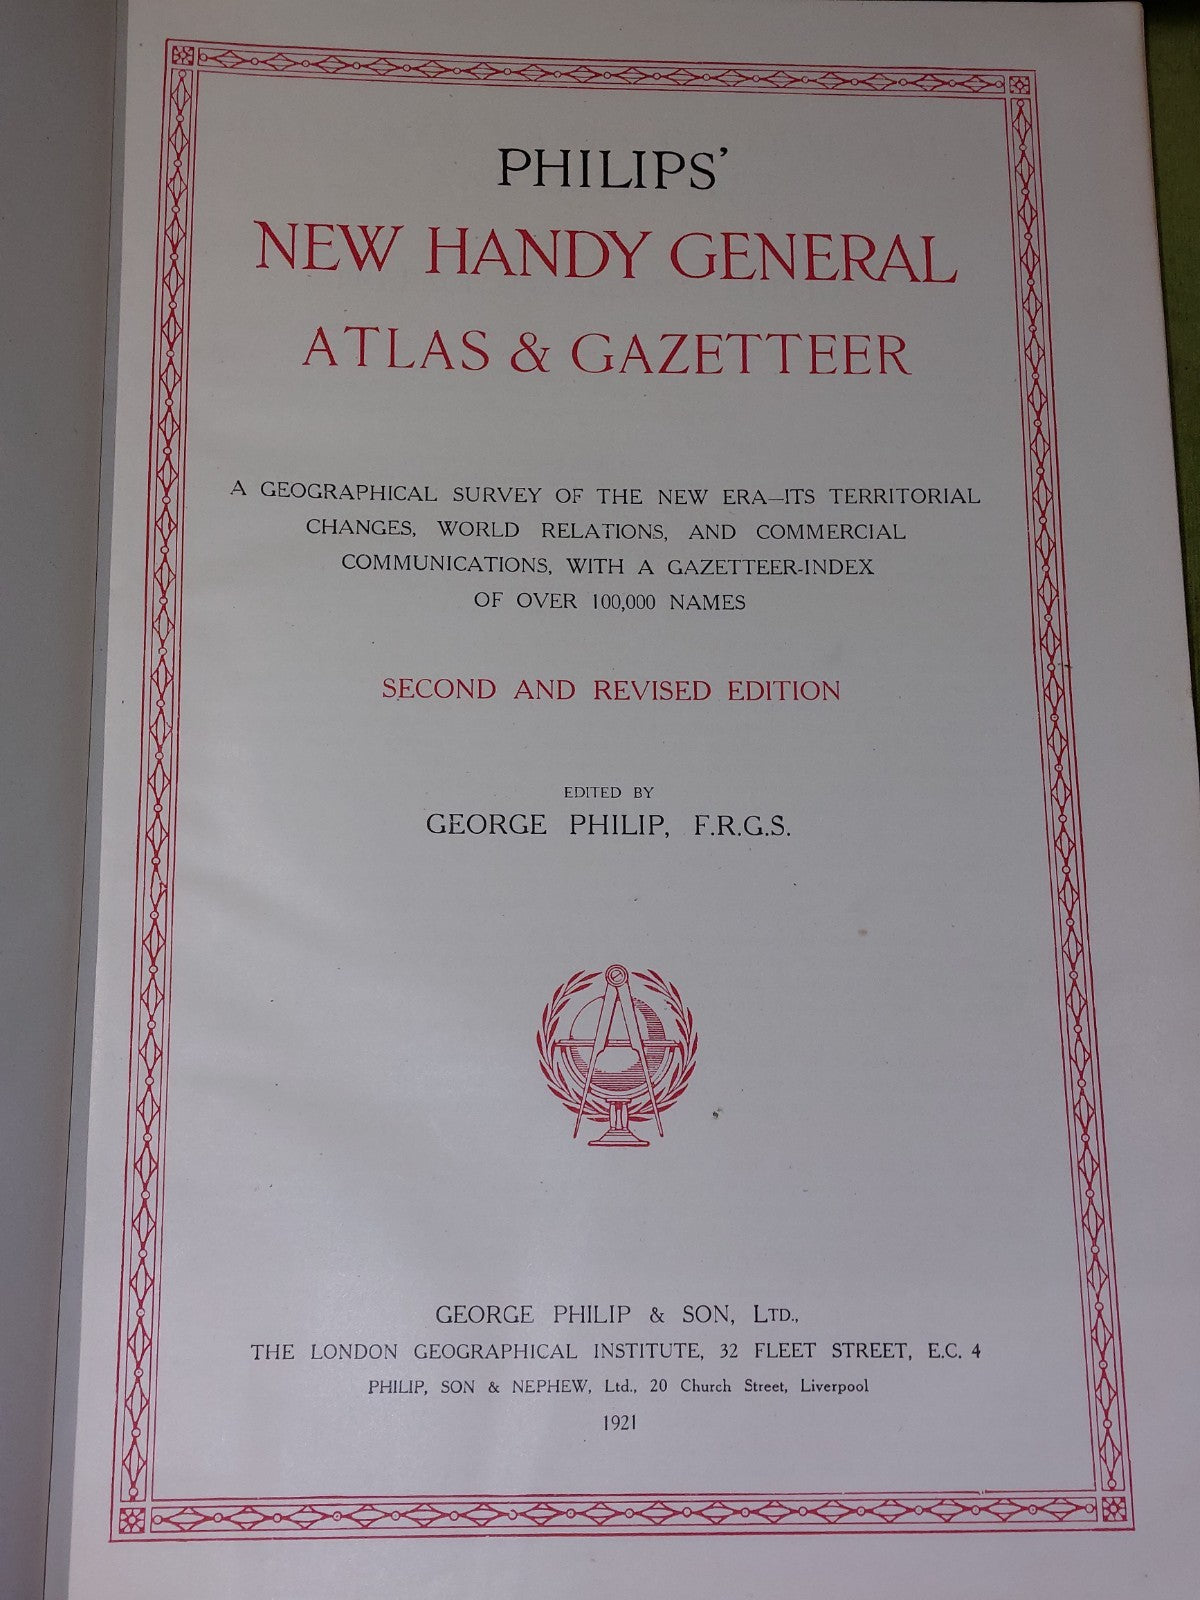 PHILIPS'
NEW HANDY GENERAL
ATLAS & GAZETTEER
A GEOGRAPHICAL SURVEY OF THE NEW ERA—ITS TERRITORIAL
CHANGES, WORLD RELATIONS, AND COMMERCIAL
COMMUNICATIONS, WITH A GAZETTEER-INDEX
OF OVER 100,000 NAMES
SECOND AND REVISED EDITION
EDITED BY
GEORGE PHILIP, F.R.G.S.
GEORGE PHILIP & SON, LTD.,
THE LONDON GEOGRAPHICAL INSTITUTE, 32 FLEET STREET, E.C. 4
PHILIP, SON & NEPHEW, Ltd., 20 Church Street, Liverpool
1921